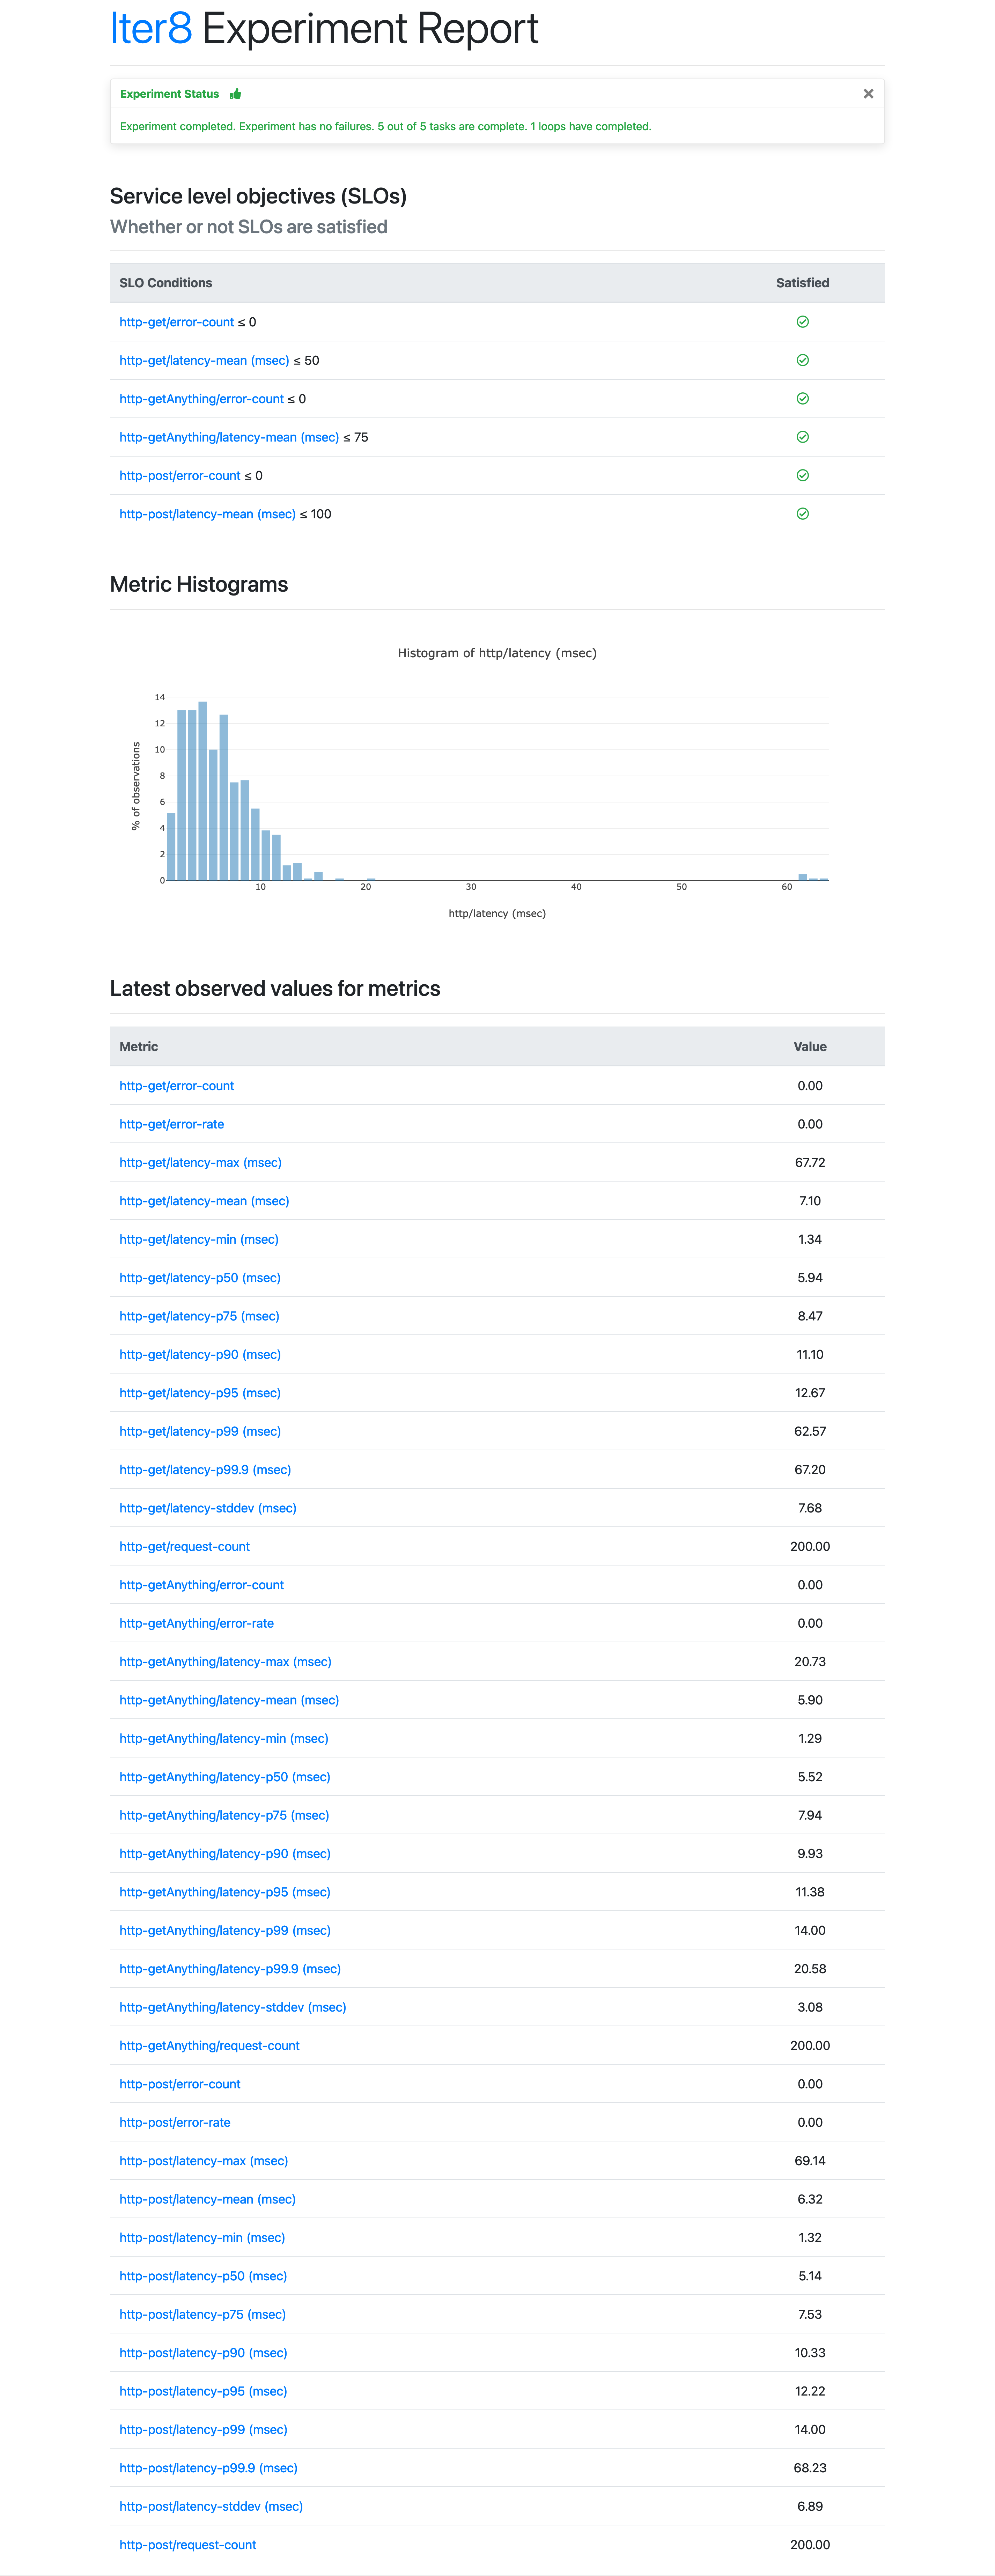 Iter8 Experiment Report
Experiment Status
Experiment completed. Experiment has no failures. 5 out of 5 tasks are complete. 1 loops have completed.
Service level objectives (SLOs)
Whether or not SLOs are satisfied
SLO Conditions Satisfied
http-get/error-count ≤ 0
http-get/latency-mean (msec) ≤ 50
http-getAnything/error-count ≤ 0
http-getAnything/latency-mean (msec) ≤ 75
http-post/error-count ≤ 0
http-post/latency-mean (msec) ≤ 100
Metric Histograms
Histogram of http/latency (msec)
% of observations
14
12
10
8
6
4
2
0
10 20 30 40 50 60
http/latency (msec)
Latest observed values for metrics
Metric Value
http-get/error-count 0.00
http-get/error-rate 0.00
http-get/latency-max (msec) 67.72
http-get/latency-mean (msec) 7.10
http-get/latency-min (msec) 1.34
http-get/latency-p50 (msec) 5.94
http-get/latency-p75 (msec) 8.47
http-get/latency-p90 (msec) 11.10
http-get/latency-p95 (msec) 12.67
http-get/latency-p99 (msec) 62.57
http-get/latency-p99.9 (msec) 67.20
http-get/latency-stddev (msec) 7.68
http-get/request-count 200.00
http-getAnything/error-count 0.00
http-getAnything/error-rate 0.00
http-getAnything/latency-max (msec) 20.73
http-getAnything/latency-mean (msec) 5.90
http-getAnything/latency-min (msec) 1.29
http-getAnything/latency-p50 (msec) 5.52
http-getAnything/latency-p75 (msec) 7.94
http-getAnything/latency-p90 (msec) 9.93
http-getAnything/latency-p95 (msec) 11.38
http-getAnything/latency-p99 (msec) 14.00
http-getAnything/latency-p99.9 (msec) 20.58
http-getAnything/latency-stddev (msec) 3.08
http-getAnything/request-count 200.00
http-post/error-count 0.00
http-post/error-rate 0.00
http-post/latency-max (msec) 69.14
http-post/latency-mean (msec) 6.32
http-post/latency-min (msec) 1.32
http-post/latency-p50 (msec) 5.14
http-post/latency-p75 (msec) 7.53
http-post/latency-p90 (msec) 10.33
http-post/latency-p95 (msec) 12.22
http-post/latency-p99 (msec) 14.00
http-post/latency-p99.9 (msec) 68.23
http-post/latency-stddev (msec) 6.89
http-post/request-count 200.00